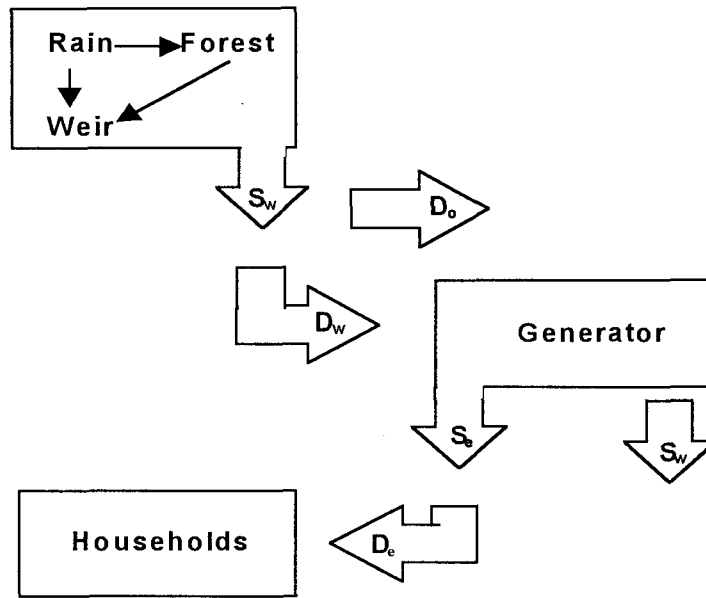 Rain Forest
Weir
Sw
Do
Dw
Generator
Se
Sw
Households
De